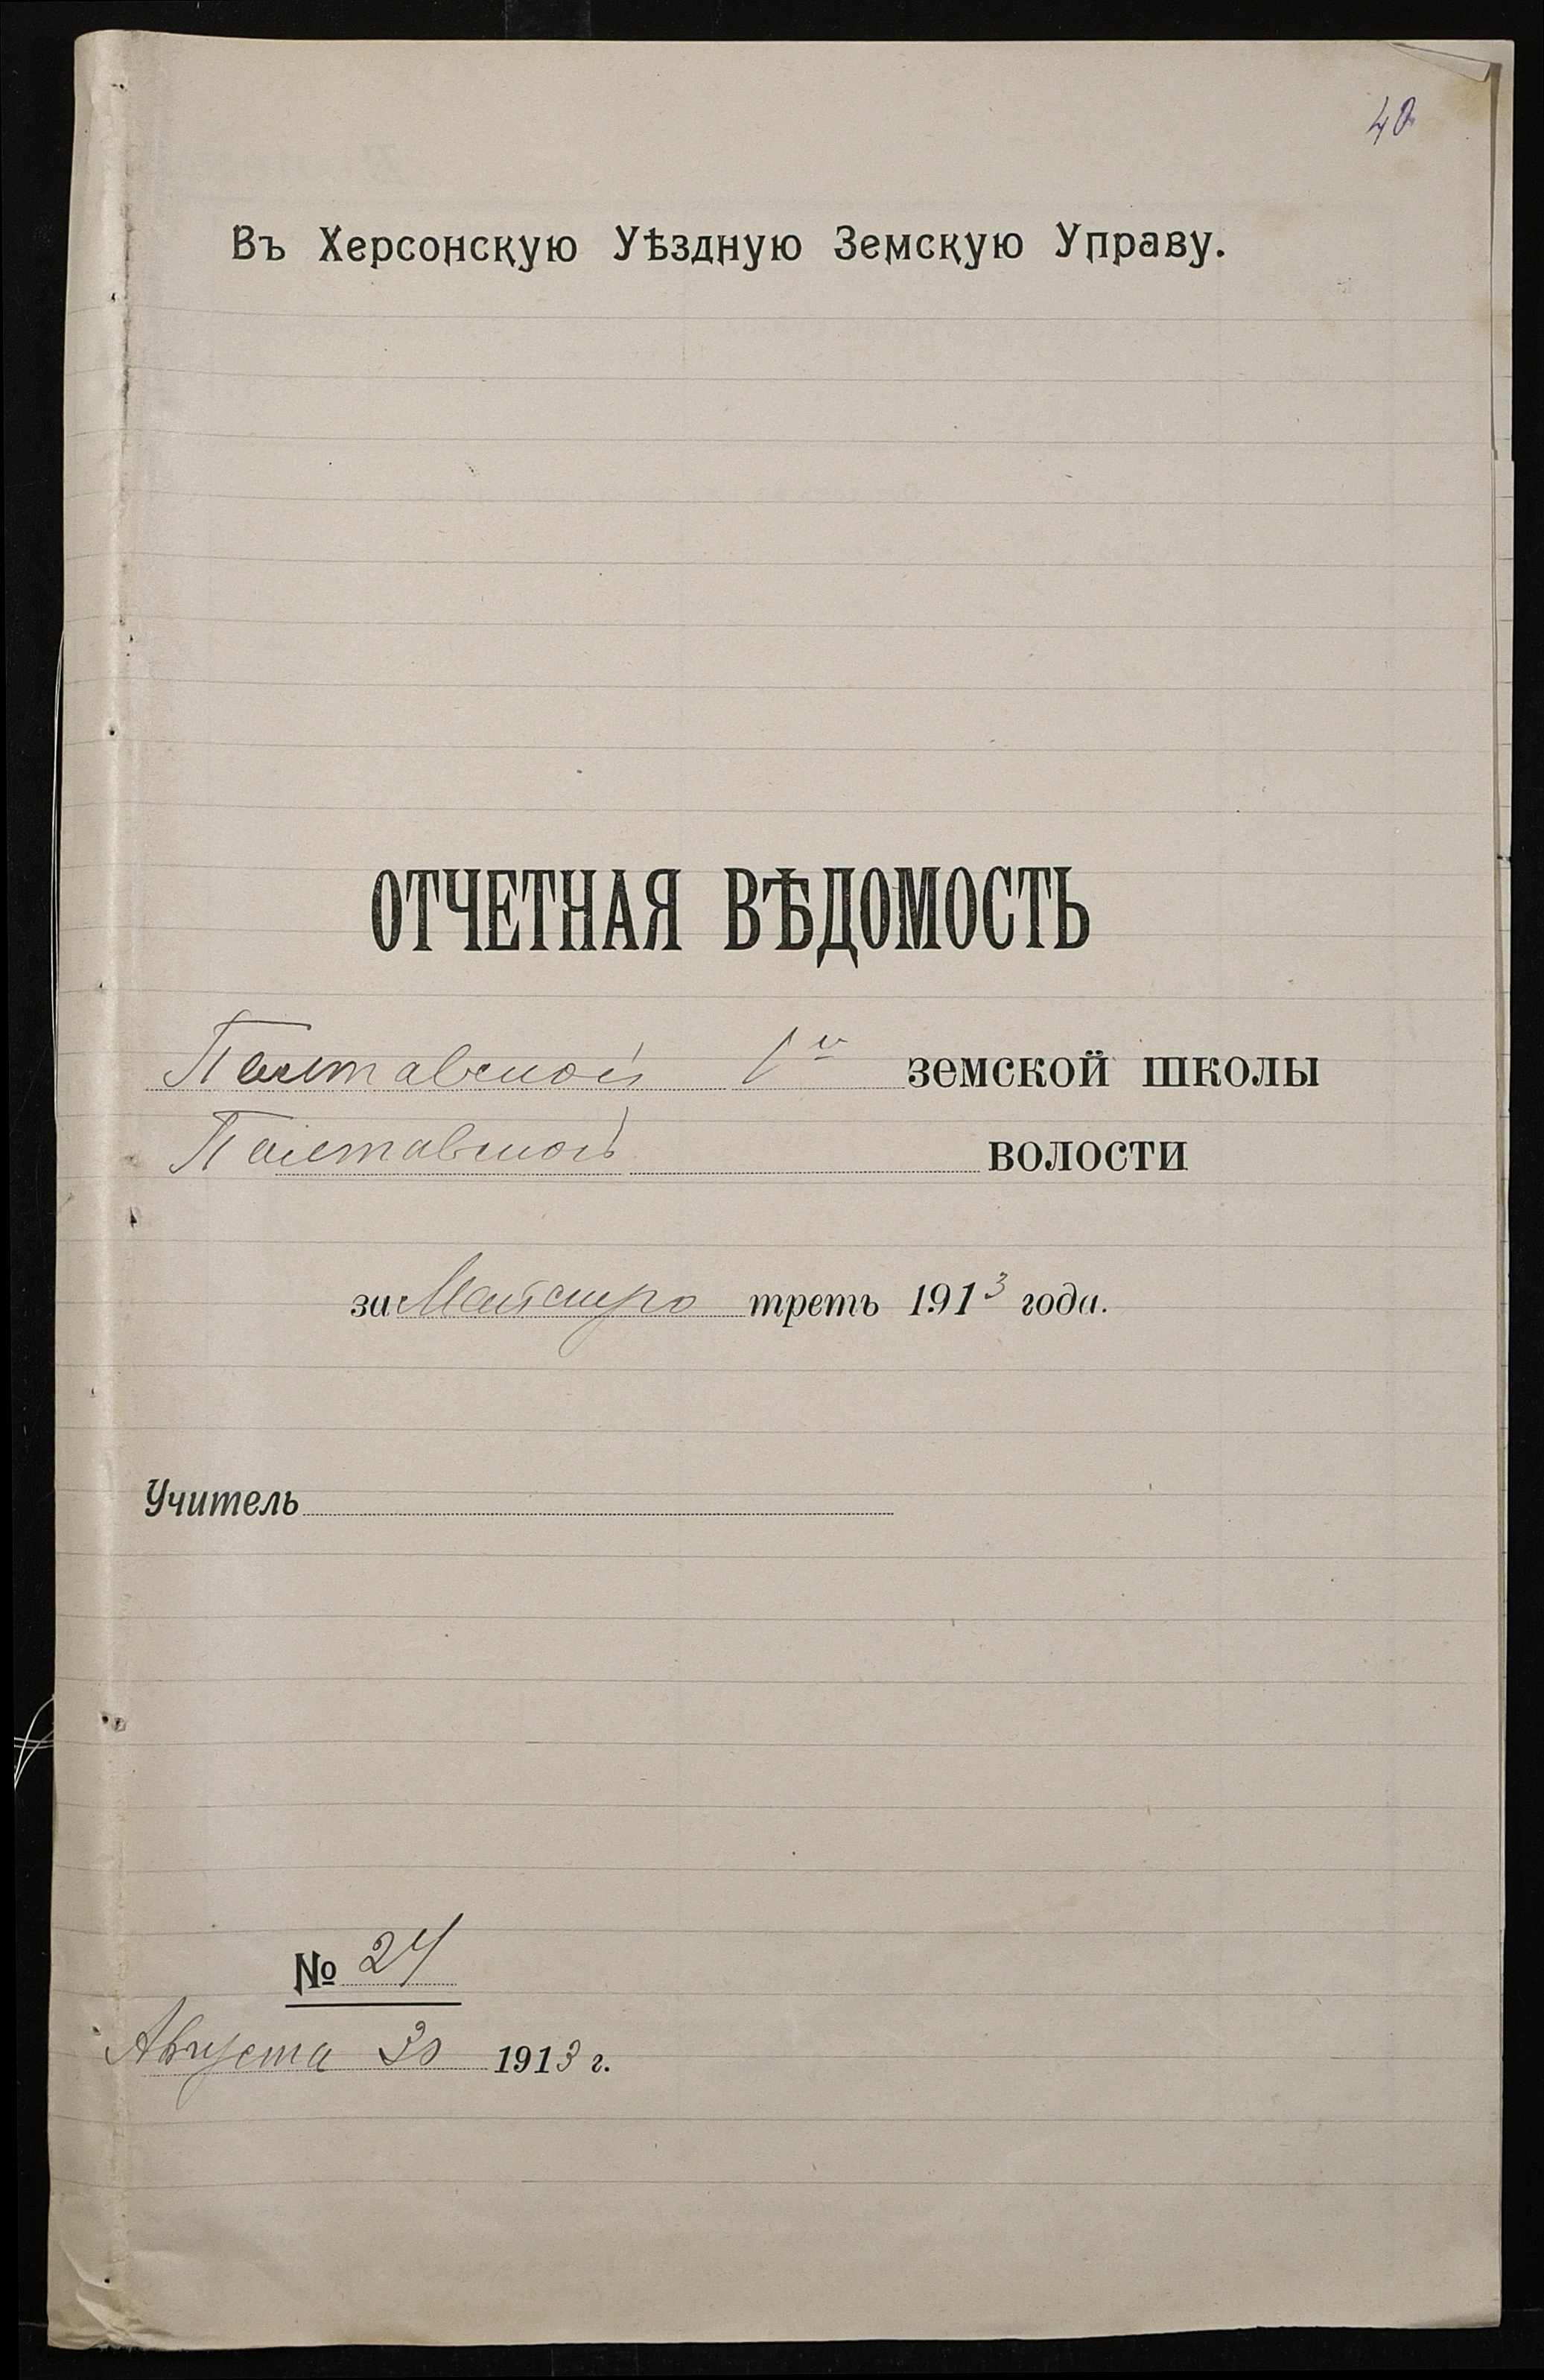 40
Въ Херсонскую Уѣздную Земскую Управу.
ОТЧЕТНАЯ ВѢДОМОСТЬ
Полтавской 1й земской школы
Полтавской волости
за Майскую треть 1913 года.
Учитель
№ 24
Августа 30 1913 г.